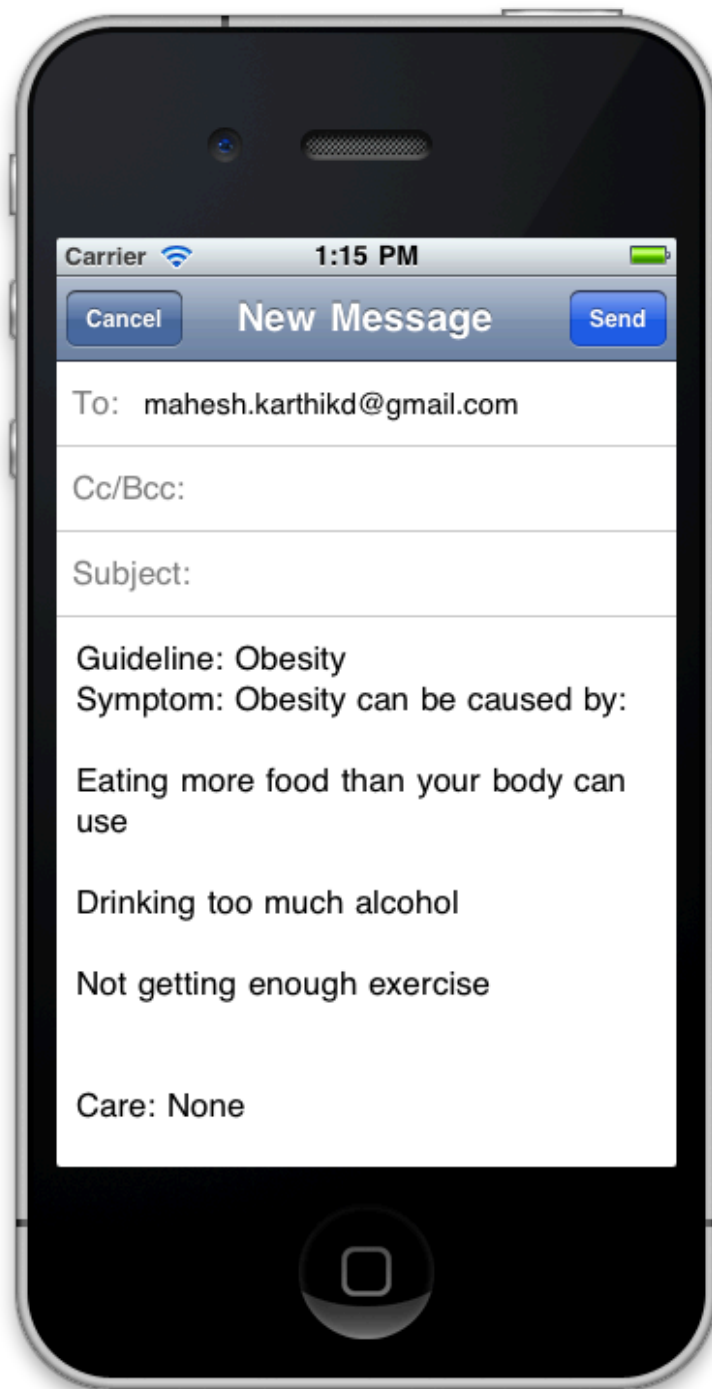 Carrier 1:15 PM
Cancel New Message Send
To: mahesh.karthikd@gmail.com
Cc/Bcc:
Subject:
Guideline: Obesity
Symptom: Obesity can be caused by:
Eating more food than your body can
use
Drinking too much alcohol
Not getting enough exercise
Care: None